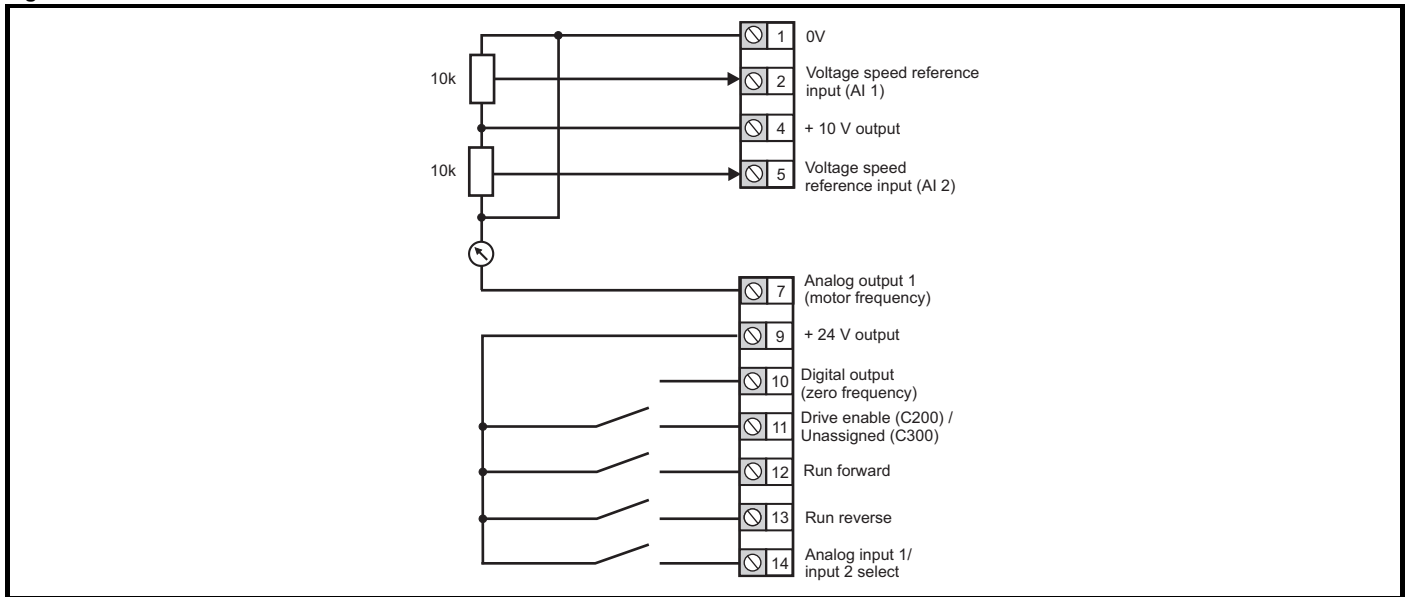 1 0V
10k
2 Voltage speed reference
input (AI 1)
4 + 10 V output
10k
5 Voltage speed
reference input (AI 2)
7 Analog output 1
(motor frequency)
9 + 24 V output
10 Digital output
(zero frequency)
11 Drive enable (C200) /
Unassigned (C300)
12 Run forward
13 Run reverse
14 Analog input 1/
input 2 select